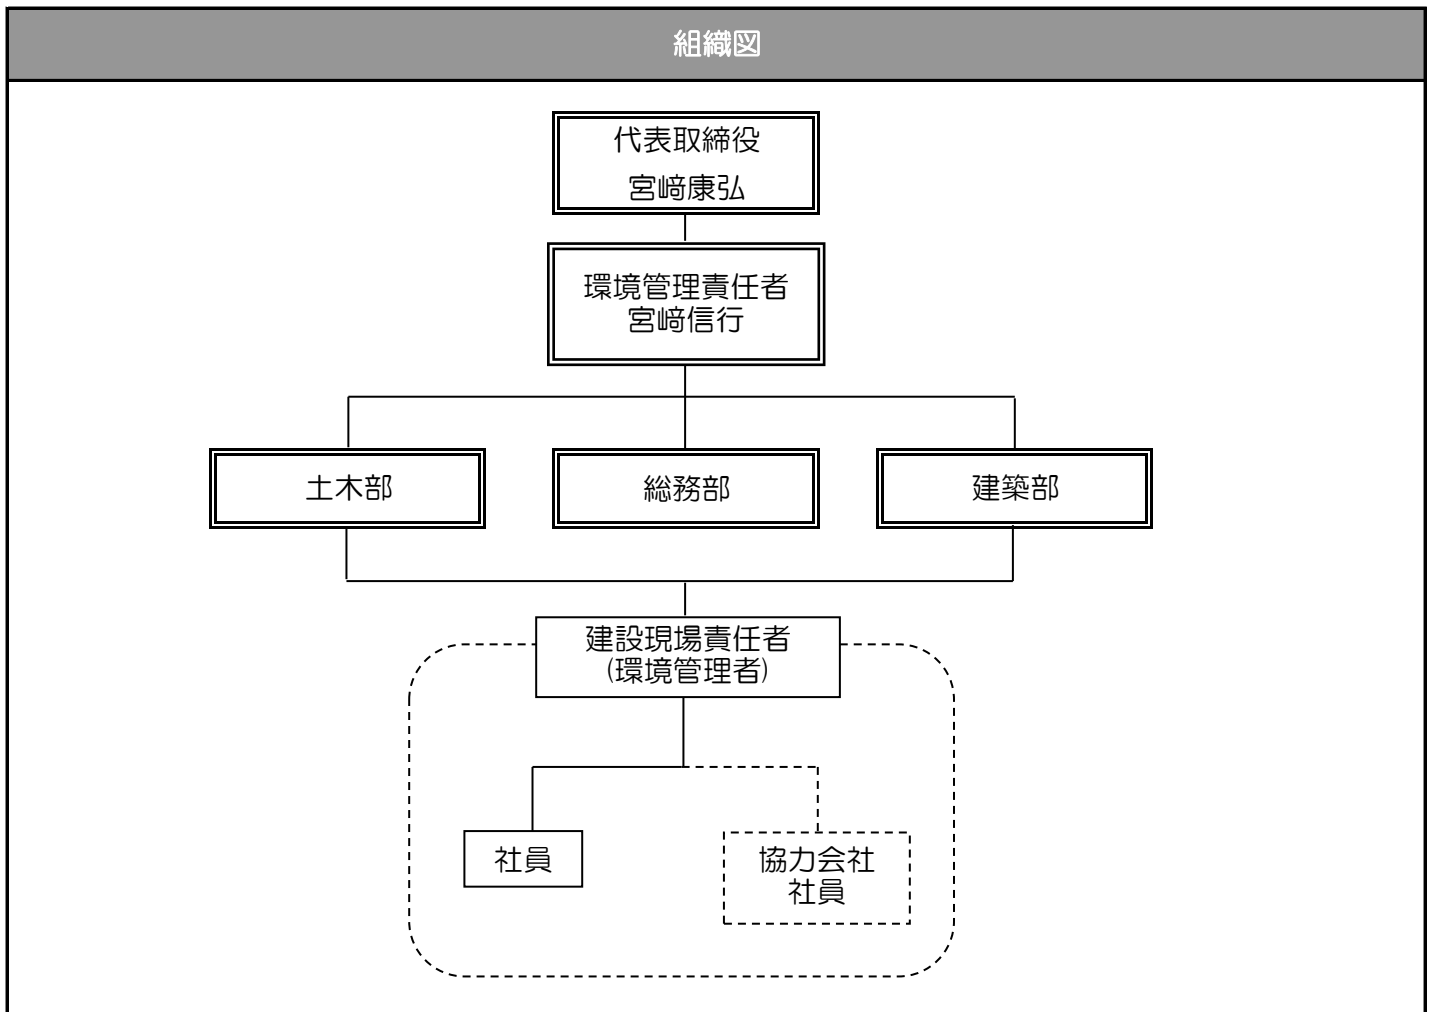 組織図
代表取締役
宮﨑康弘
環境管理責任者
宮﨑信行
土木部
総務部
建築部
建設現場責任者
(環境管理者)
社員
協力会社
社員